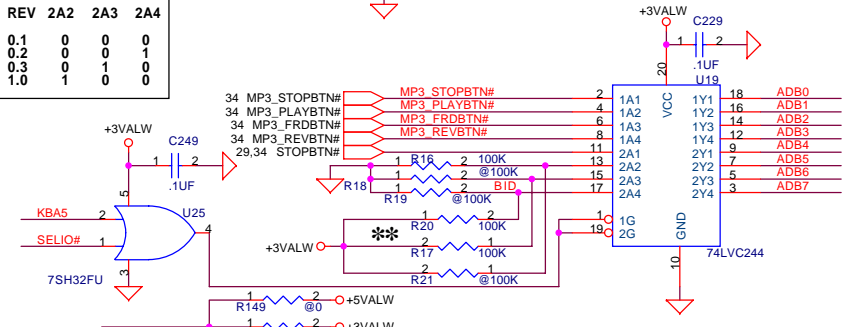 REV 2A2 2A3 2A4
0.1 0 0 0
0.2 0 0 1
0.3 0 1 0
1.0 1 0 0
+3VALW
C229
1 2
.1UF
20
U19
VCC
34 MP3_STOPBTN# MP3_STOPBTN# 2 1A1 1Y1 18 ADB0
34 MP3_PLAYBTN# MP3_PLAYBTN# 4 1A2 1Y2 16 ADB1
34 MP3_FRDBTN# MP3_FRDBTN# 6 1A3 1Y3 14 ADB2
34 MP3_REVBTN# MP3_REVBTN# 8 1A4 1Y4 12 ADB3
29,34 STOPBTN# 11 2A1 2Y1 9 ADB4
1 R16 2 100K 13 2A2 2Y2 7 ADB5
R18 1 2 @100K 15 2A3 2Y3 5 ADB6
1 R19 2 @100K BID 17 2A4 2Y4 3 ADB7
+3VALW
C249
1 2
.1UF
5
KBA5 2
U25
4
SELIO# 1
3
7SH32FU
2 R20 1 100K 1 1G
**
+3VALW 2 R17 1 100K 19 2G
2 R21 1 @100K
GND
10
74LVC244
1 R149 2 @0 +5VALW
1 2 +3VALW